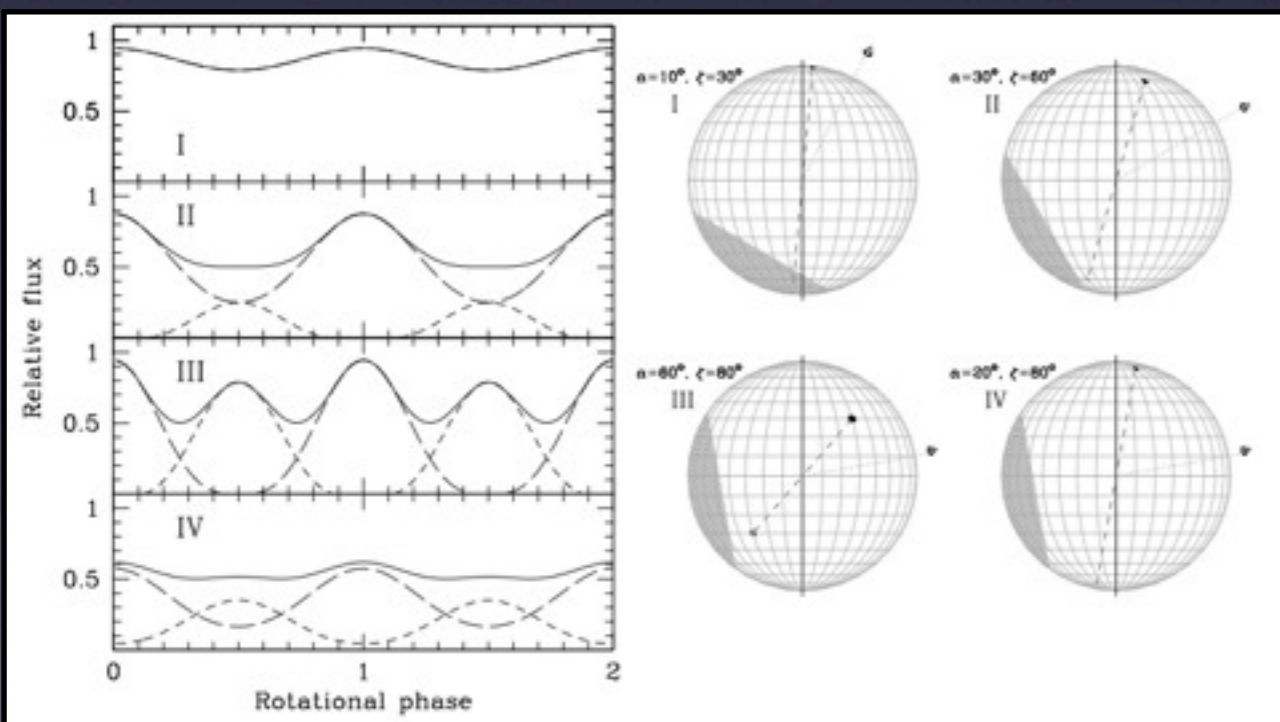 1
0.5
I
1
0.5
II
1
0.5
III
1
0.5
IV
Relative flux
0
1
2
Rotational phase
α=10°, ζ=30°
I
α=30°, ζ=60°
II
α=60°, ζ=80°
III
α=20°, ζ=80°
IV